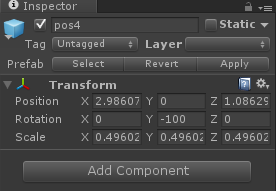 Inspector
pos4 Static
Tag Untagged Layer
Prefab Select Revert Apply
Transform
Position X 2.98607 Y 0 Z 1.08629
Rotation X 0 Y -100 Z 0
Scale X 0.49602 Y 0.49602 Z 0.49602
Add Component